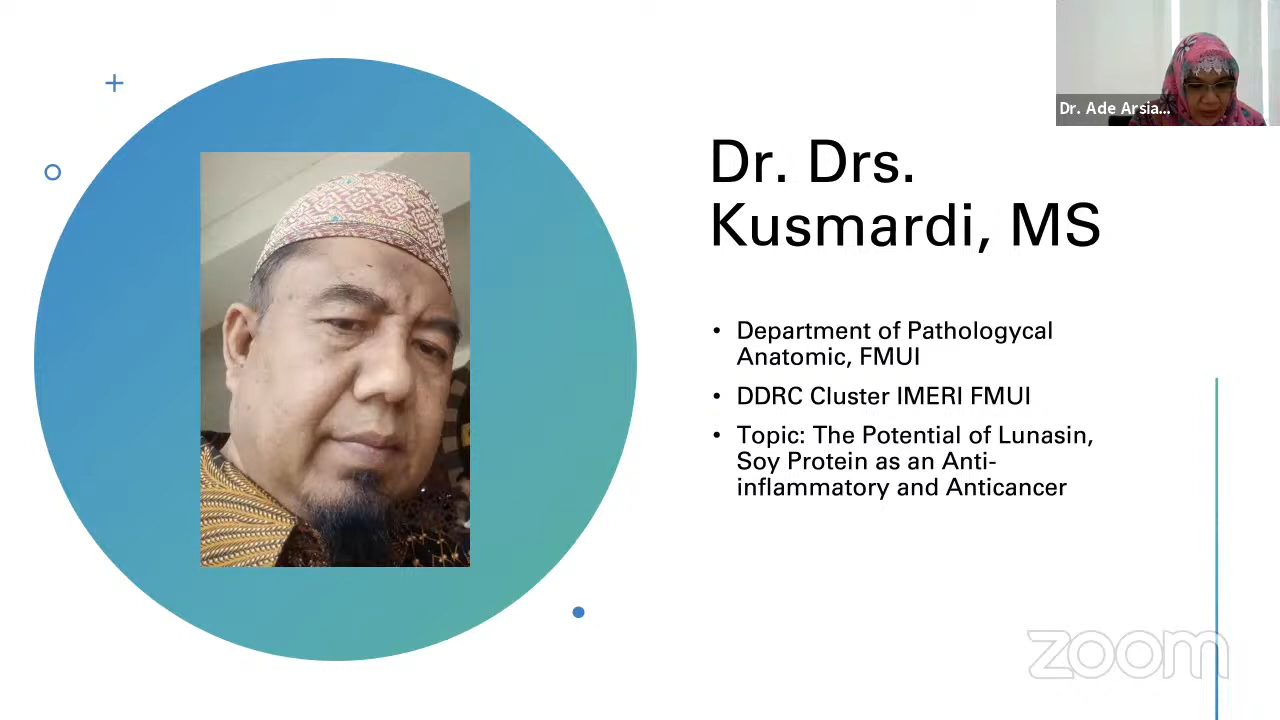 Dr. Ade Arsia...
Dr. Drs.
Kusmardi, MS
• Department of Pathologycal
Anatomic, FMUI
• DDRC Cluster IMERI FMUI
• Topic: The Potential of Lunasin,
Soy Protein as an Anti-
inflammatory and Anticancer
zoom